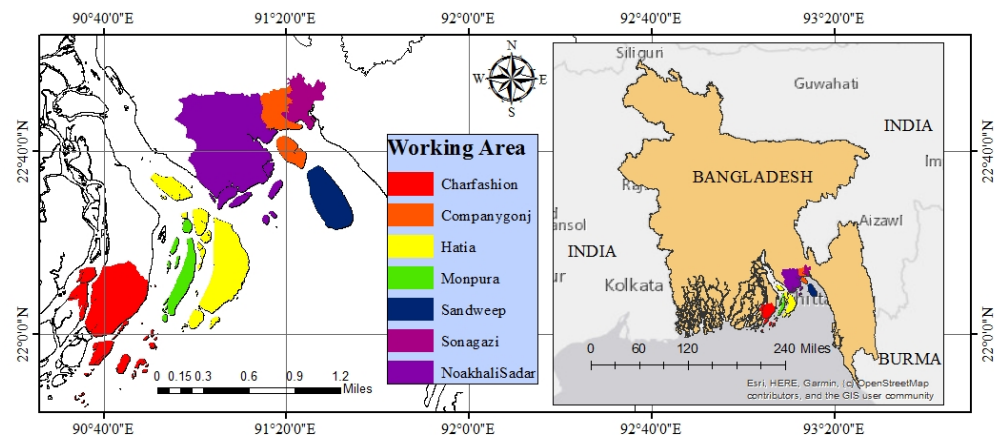 90°40'0"E 91°20'0"E 92°0'0"E 92°40'0"E 93°20'0"E
22°40'0"N
22°0'0"N
N
W E
S
Working Area
Charfashion
Companygonj
Hatia
Monpura
Sandweep
Sonagazi
NoakhaliSadar
0 0.15 0.3 0.6 0.9 1.2
Miles
Siliguri
Guwahati
INDIA
Im
BANGLADESH
Aizawl
INDIA
Kolkata
BURMA
0 60 120 240 Miles
Esri, HERE, Garmin, (c) OpenStreetMap
contributors, and the GIS user community
22°40'0"N
22°0'0"N
90°40'0"E 91°20'0"E 92°0'0"E 92°40'0"E 93°20'0"E